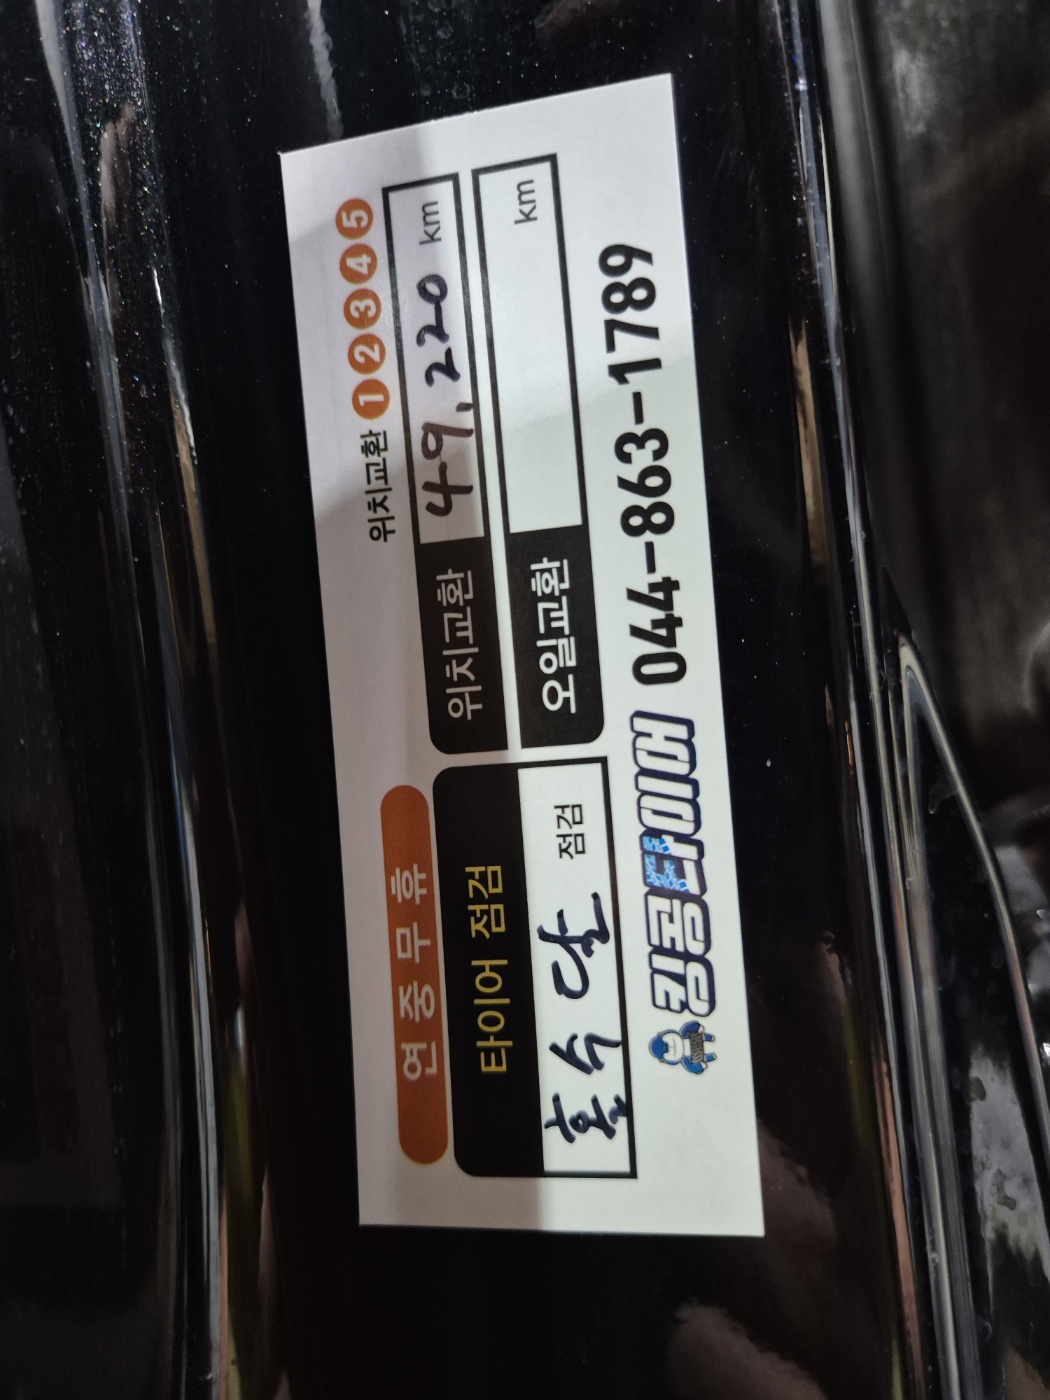 연중무휴
위치교환 1 2 3 4 5
타이어 점검
홀수달 점검
위치교환 49,220 km
오일교환 km
킹콩타이어 044-863-1789